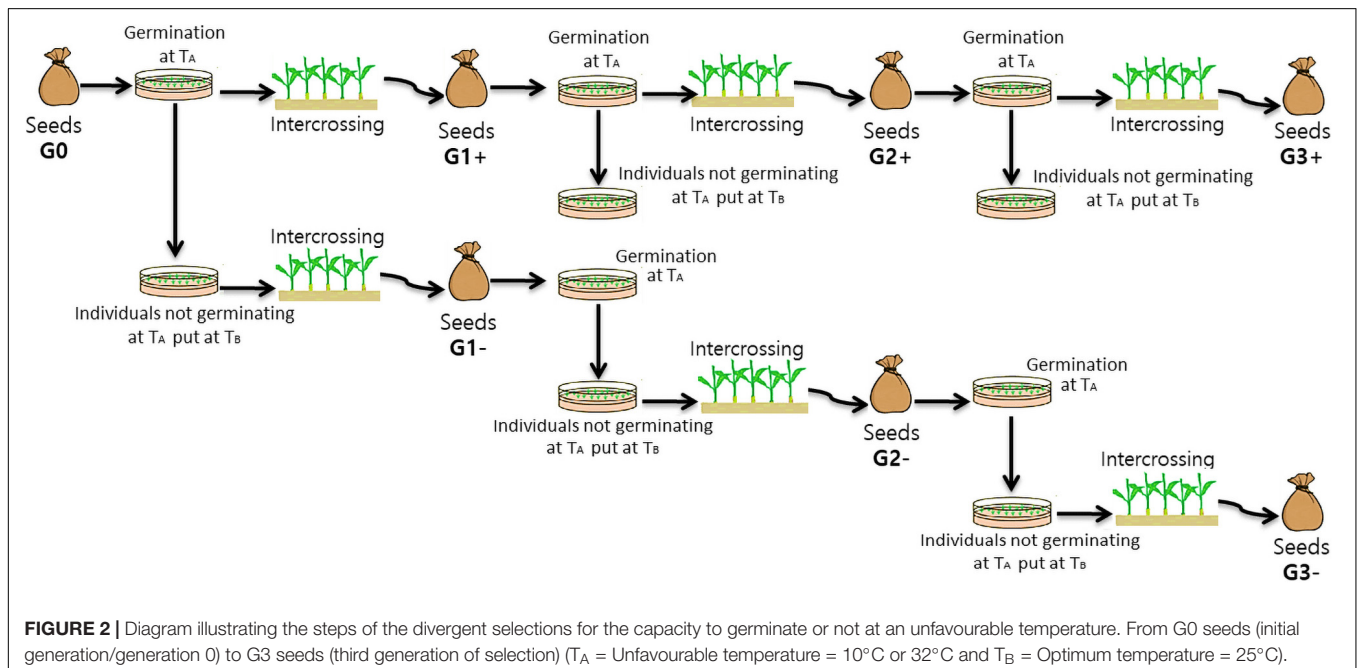 Germination
at TA
Seeds
G0
Intercrossing
Seeds
G1+
Germination
at TA
Intercrossing
Seeds
G2+
Germination
at TA
Intercrossing
Seeds
G3+
Individuals not germinating
at TA put at TB
Individuals not germinating
at TA put at TB
Individuals not germinating
at TA put at TB
Intercrossing
Seeds
G1-
Germination
at TA
Individuals not germinating
at TA put at TB
Intercrossing
Seeds
G2-
Germination
at TA
Individuals not germinating
at TA put at TB
Intercrossing
Seeds
G3-
FIGURE 2 | Diagram illustrating the steps of the divergent selections for the capacity to germinate or not at an unfavourable temperature. From G0 seeds (initial
generation/generation 0) to G3 seeds (third generation of selection) (TA = Unfavourable temperature = 10°C or 32°C and TB = Optimum temperature = 25°C).